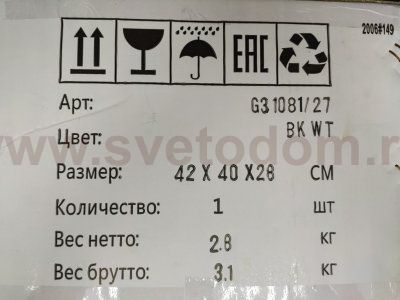 2006#149
EAC
Арт: G31081/27
Цвет: BK WT
www.svetodom.r
Размер: 42 X 40 X28 СМ
Количество: 1 шт
Вес нетто: 2.8 кг
Вес брутто: 3.1 кг